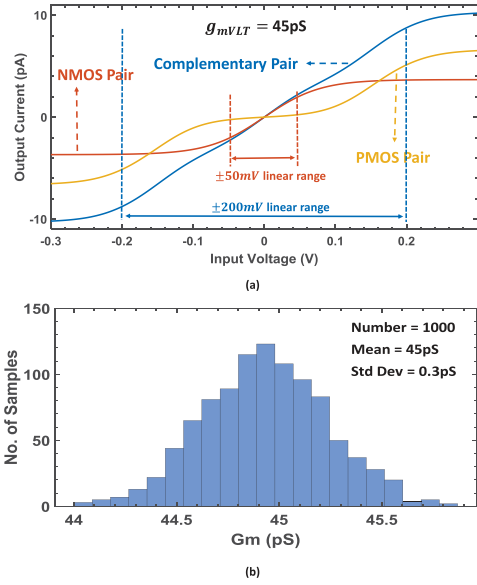 g_mVLT = 45pS
NMOS Pair
Complementary Pair
PMOS Pair
±50mV linear range
±200mV linear range
Output Current (pA)
10
0
-10
-0.3 -0.2 -0.1 0 0.1 0.2
Input Voltage (V)
(a)
Number = 1000
Mean = 45pS
Std Dev = 0.3pS
No. of Samples
150
100
50
0
44 44.5 45 45.5
Gm (pS)
(b)